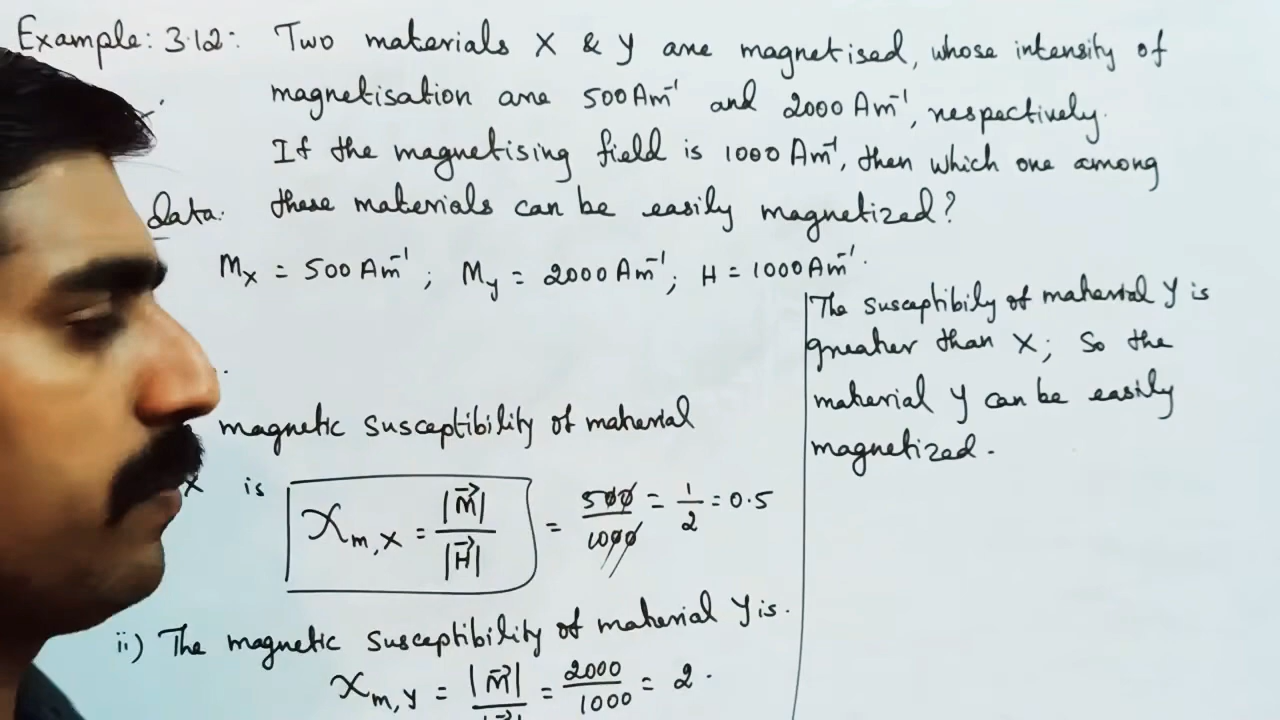 Example: 3.12: Two materials X & Y are magnetised, whose intensity of
magnetisation are 500 Am⁻¹ and 2000 Am⁻¹, respectively.
If the magnetising field is 1000 Am⁻¹, then which one among
these materials can be easily magnetized?
data:
Mx = 500 Am⁻¹ ; My = 2000 Am⁻¹ ; H = 1000 Am⁻¹.
magnetic susceptibility of material
X is χm,x = |M⃗| / |H⃗| = 500/1000 = 1/2 = 0.5
ii) The magnetic susceptibility of material Y is.
χm,y = |M⃗| / |H⃗| = 2000/1000 = 2.
The susceptibily of material Y is
greater than X; So the
material Y can be easily
magnetized.